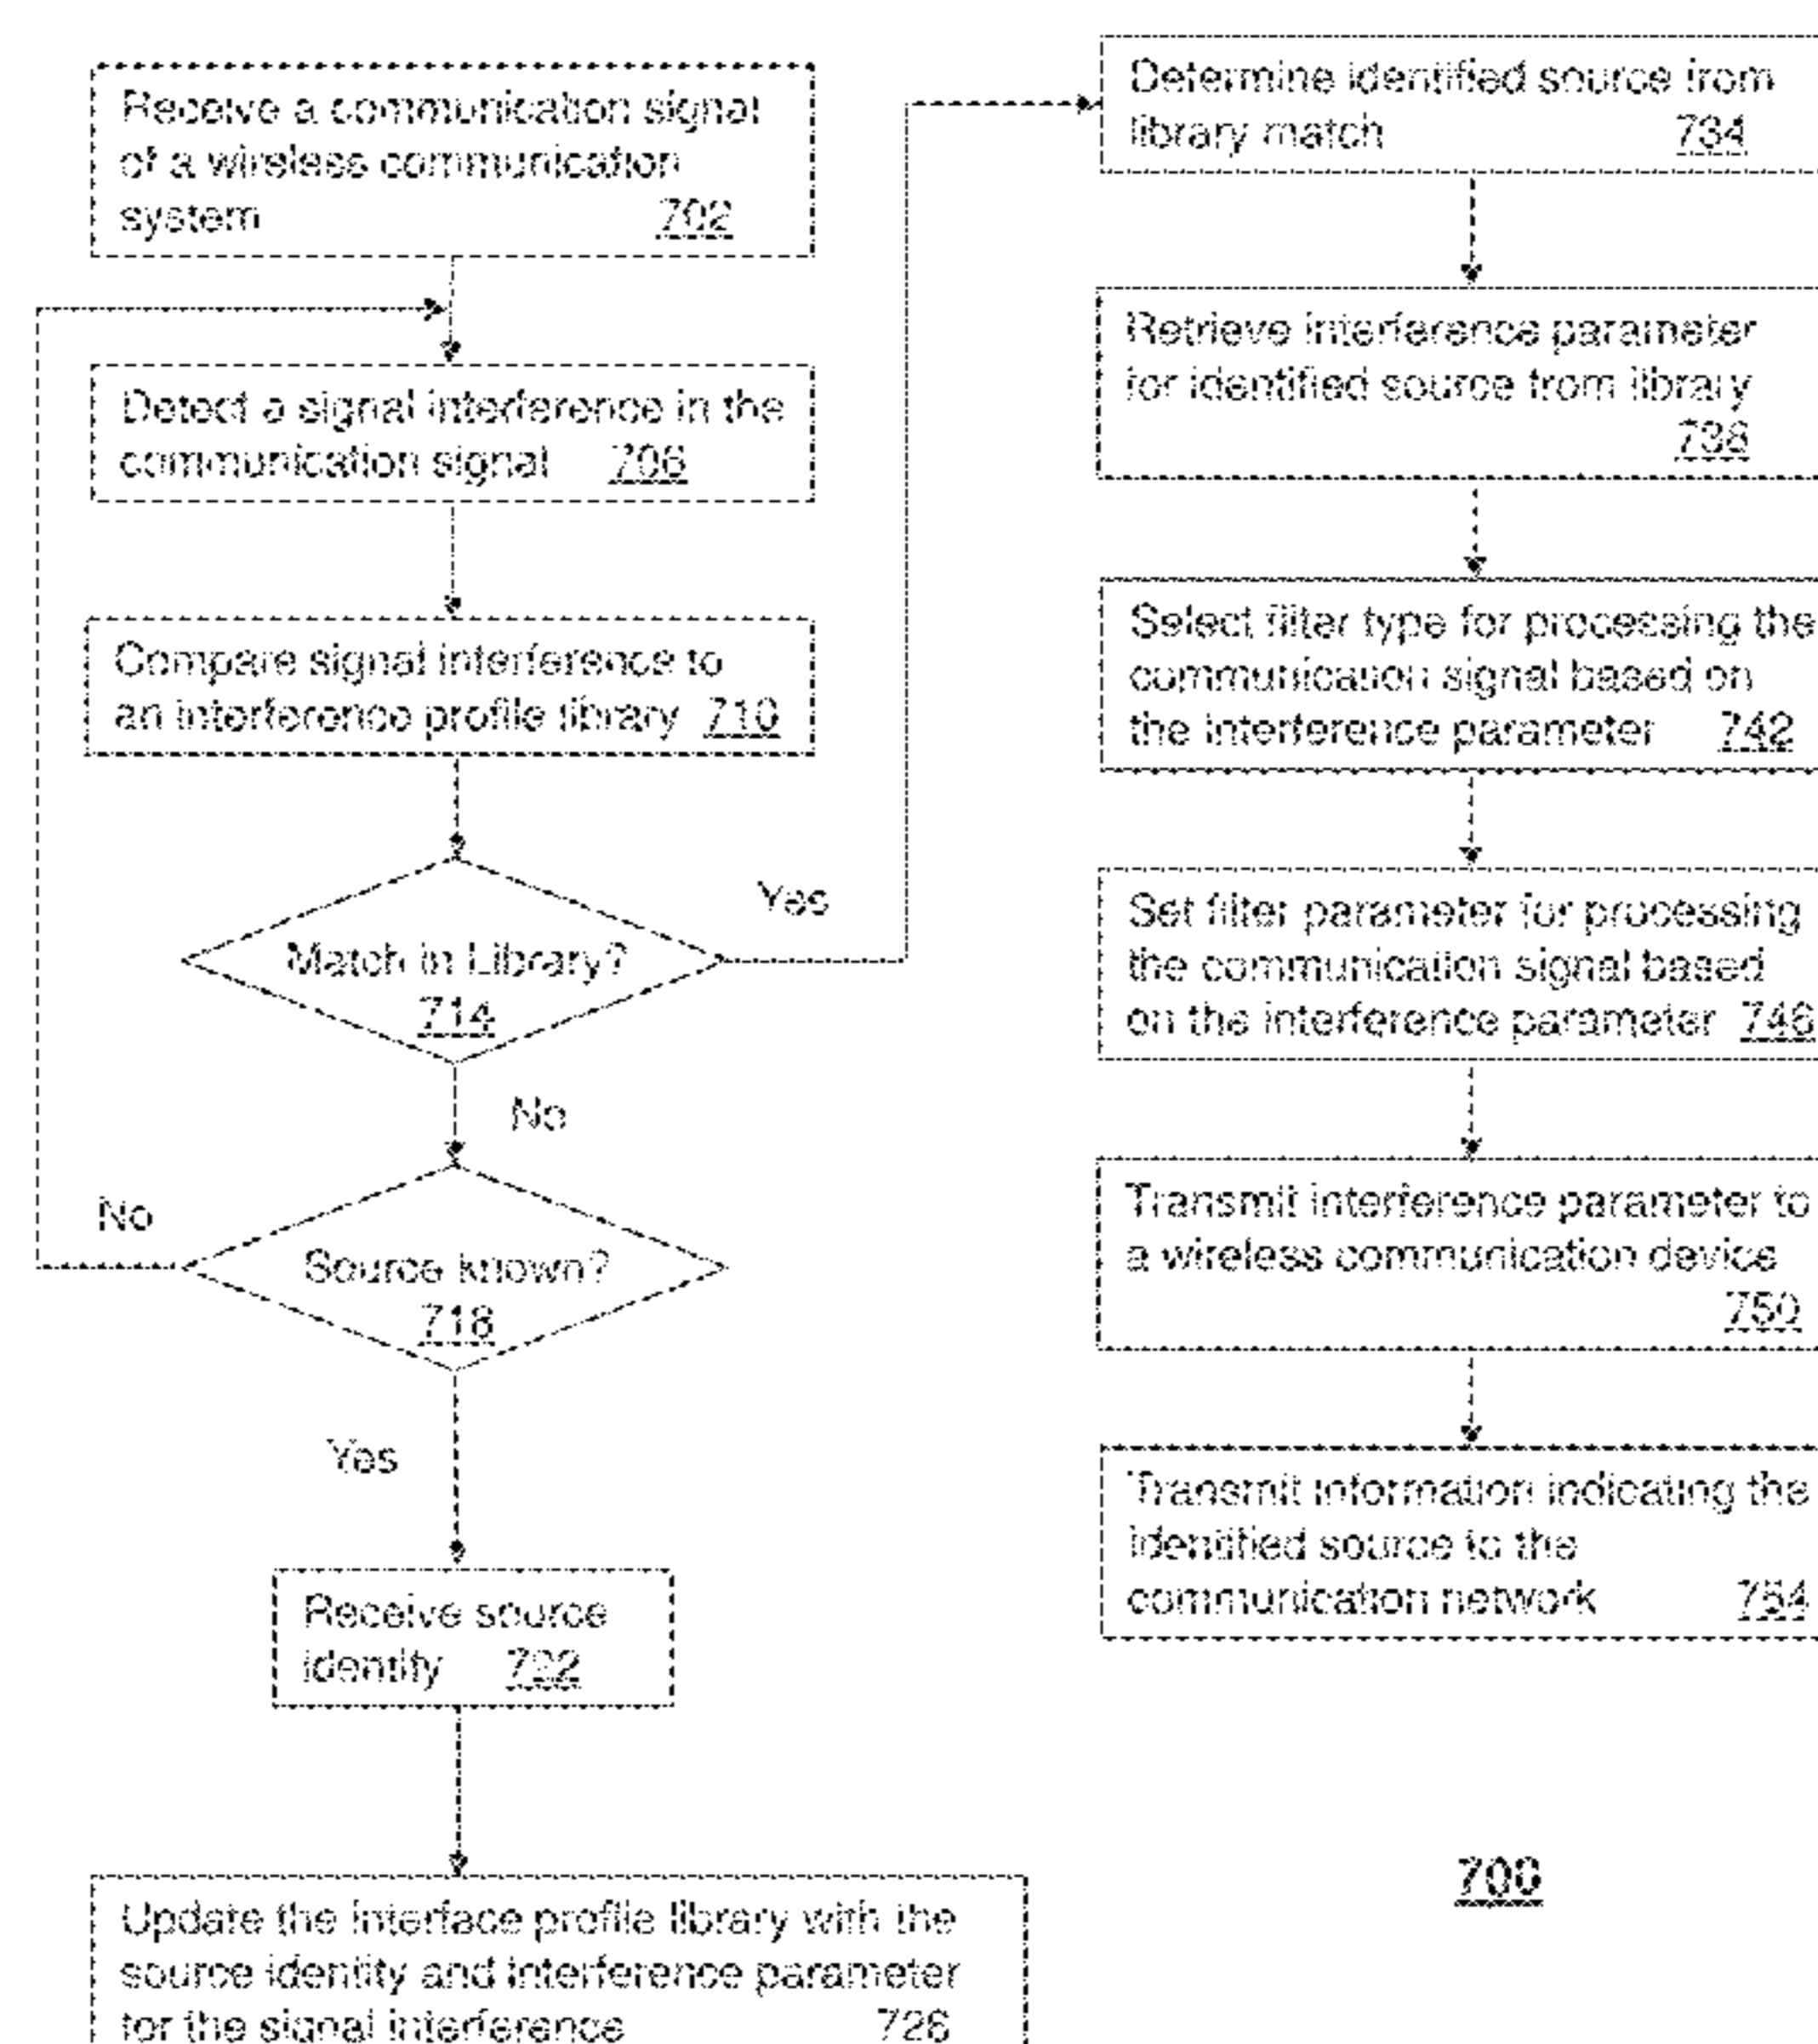 Receive a communication signal
of a wireless communication
system 702
Detect a signal interference in the
communication signal 706
Compare signal interference to
an interference profile library 710
Match in Library?
714
Yes
No
Source known?
718
No
Yes
Receive source
identity 722
Update the interface profile library with the
source identity and interference parameter
for the signal interference 726
Determine identified source from
library match 734
Retrieve interference parameter
for identified source from library
738
Select filter type for processing the
communication signal based on
the interference parameter 742
Set filter parameter for processing
the communication signal based
on the interference parameter 746
Transmit interference parameter to
a wireless communication device
750
Transmit information indicating the
identified source to the
communication network 754
700